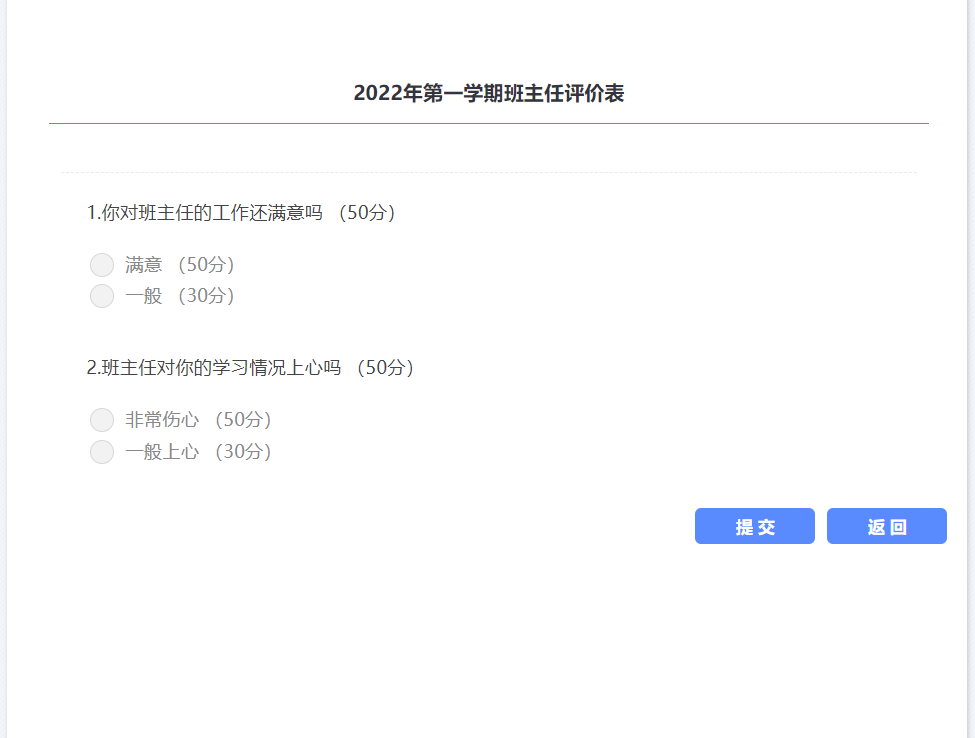 2022年第一学期班主任评价表
1.你对班主任的工作还满意吗 （50分）
满意 （50分）
一般 （30分）
2.班主任对你的学习情况上心吗 （50分）
非常伤心 （50分）
一般上心 （30分）
提 交 返 回